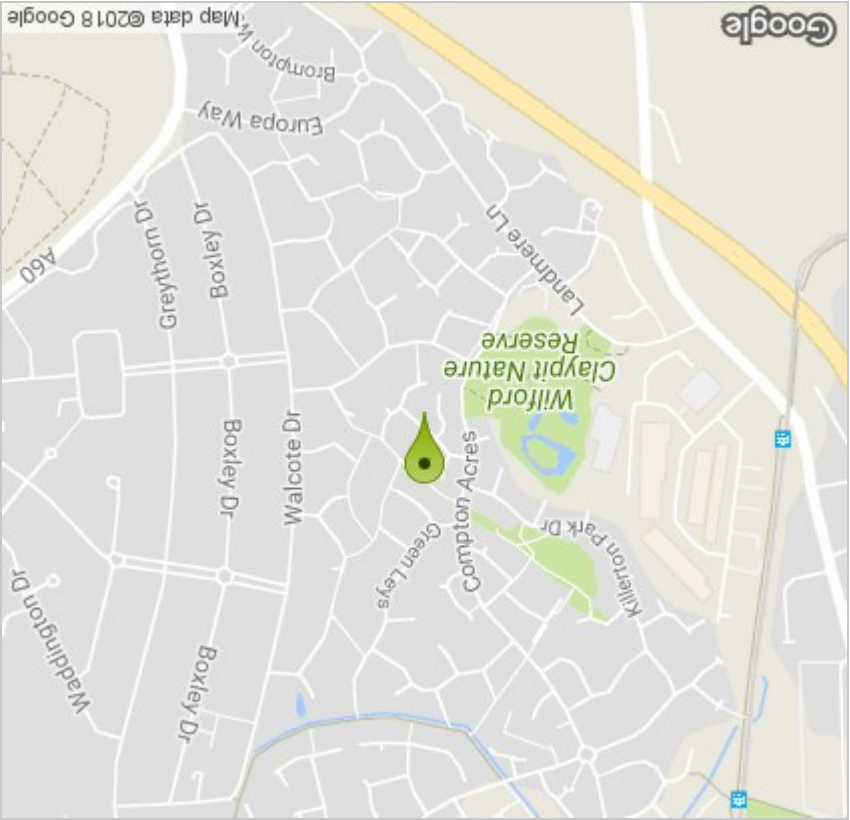 Boxley Dr
Waddington Dr
Killerton Park Dr
Green Leys
Compton Acres
Walcote Dr
Boxley Dr
Wilford
Claypit Nature
Reserve
Landmere Ln
Boxley Dr
Greythorn Dr
A60
Europa Way
Brompton W
Google
Map data ©2018 Google